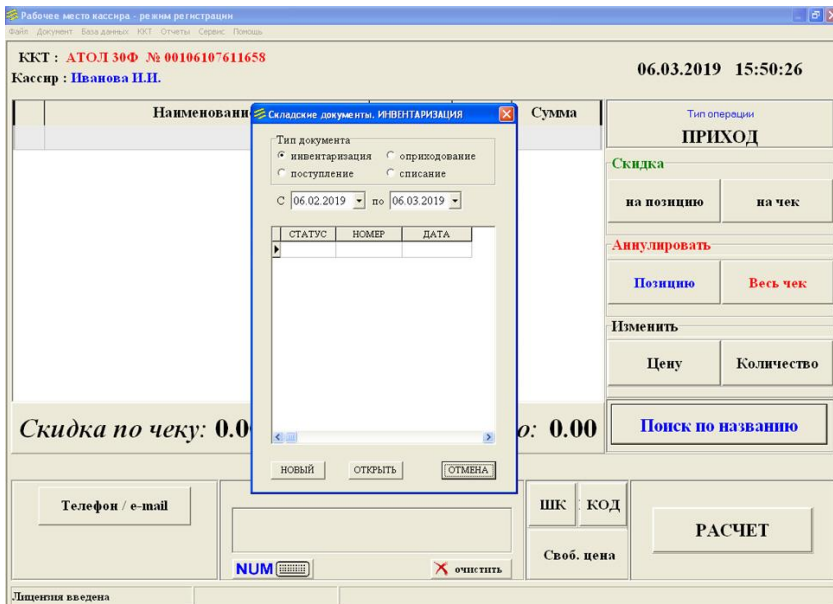 Рабочее место кассира - режим регистрации
Файл Документ База данных ККТ Отчеты Сервис Помощь
ККТ : АТОЛ 30Ф № 00106107611658
Кассир : Иванова И.И.
06.03.2019 15:50:26
Наименовани
Сумма
Тип операции
ПРИХОД
Скидка
на позицию
на чек
Аннулировать
Позицию
Весь чек
Изменить
Цену
Количество
Поиск по названию
Складские документы. ИНВЕНТАРИЗАЦИЯ
Тип документа
инвентаризация оприходование
поступление списание
С 06.02.2019 по 06.03.2019
СТАТУС НОМЕР ДАТА
НОВЫЙ ОТКРЫТЬ ОТМЕНА
Скидка по чеку: 0.0
о: 0.00
Телефон / e-mail
NUM
очистить
ШК
КОД
Своб. цена
РАСЧЕТ
Лицензия введена